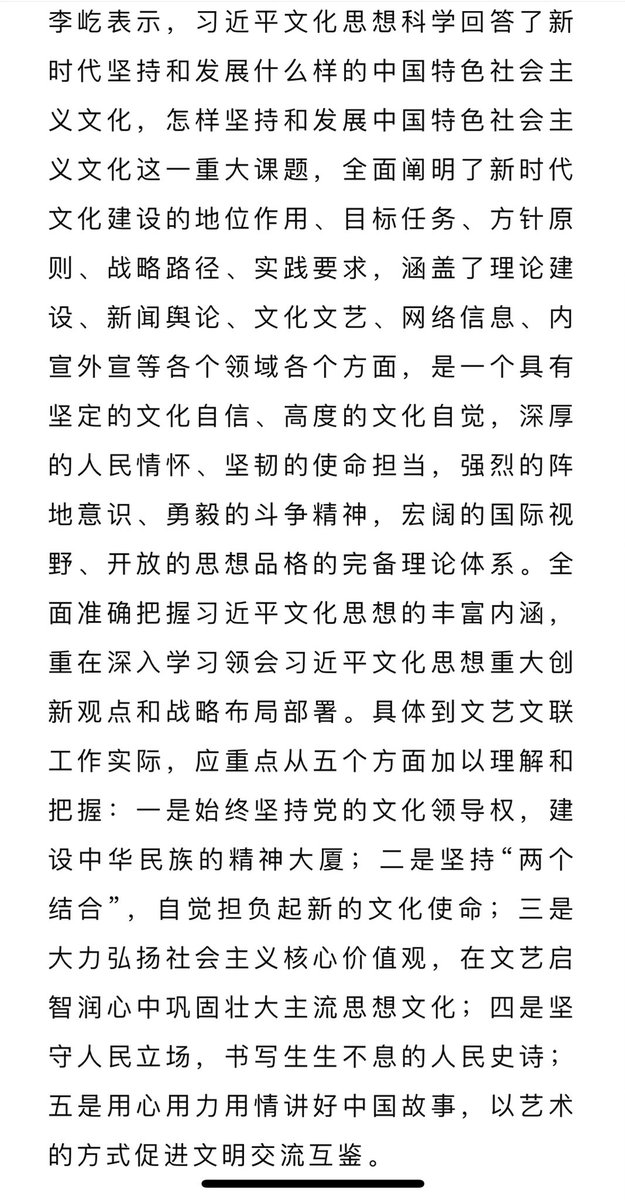 李屹表示，习近平文化思想科学回答了新
时代坚持和发展什么样的中国特色社会主
义文化，怎样坚持和发展中国特色社会主
义文化这一重大课题，全面阐明了新时代
文化建设的地位作用、目标任务、方针原
则、战略路径、实践要求，涵盖了理论建
设、新闻舆论、文化文艺、网络信息、内
宣外宣等各个领域各个方面，是一个具有
坚定的文化自信、高度的文化自觉，深厚
的人民情怀、坚韧的使命担当，强烈的阵
地意识、勇毅的斗争精神，宏阔的国际视
野、开放的思想品格的完备理论体系。全
面准确把握习近平文化思想的丰富内涵，
重在深入学习领会习近平文化思想重大创
新观点和战略布局部署。具体到文艺文联
工作实际，应重点从五个方面加以理解和
把握：一是始终坚持党的文化领导权，建
设中华民族的精神大厦；二是坚持“两个
结合”，自觉担负起新的文化使命；三是
大力弘扬社会主义核心价值观，在文艺启
智润心中巩固壮大主流思想文化；四是坚
守人民立场，书写生生不息的人民史诗；
五是用心用力用情讲好中国故事，以艺术
的方式促进文明交流互鉴。